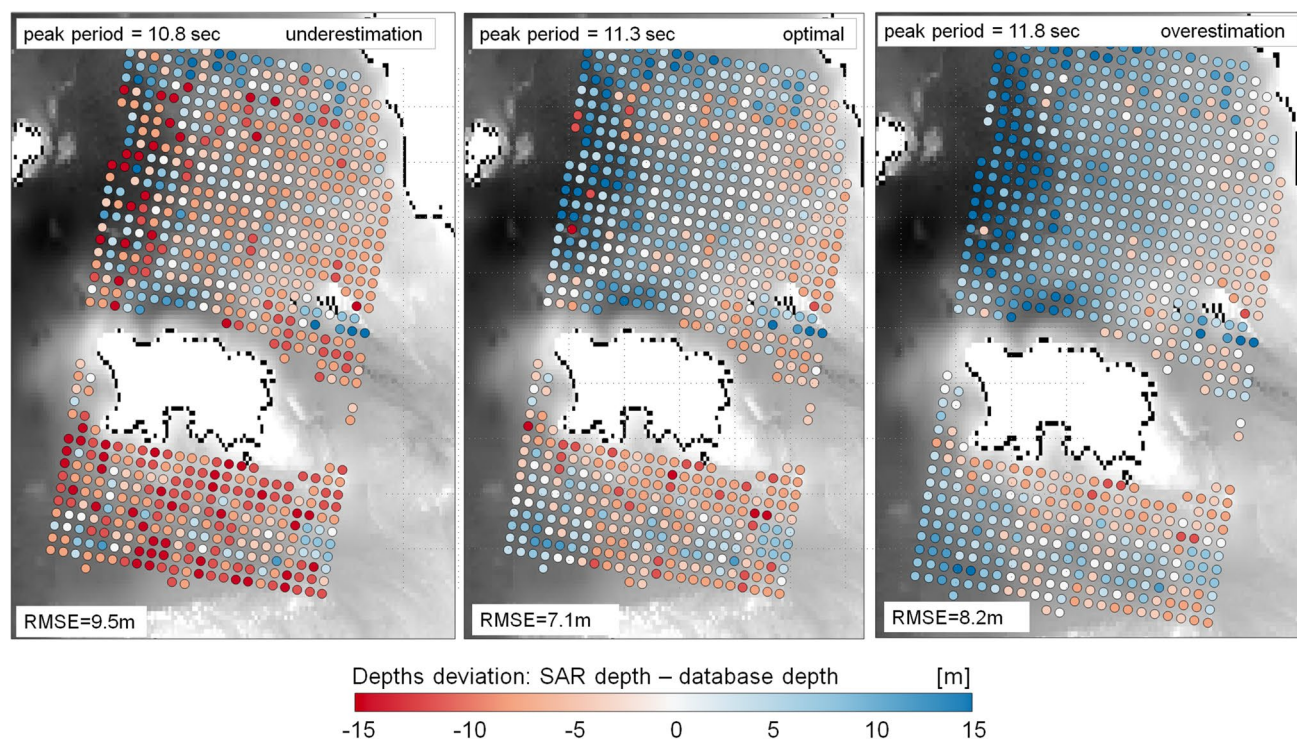 peak period = 10.8 sec underestimation
peak period = 11.3 sec optimal
peak period = 11.8 sec overestimation
RMSE=9.5m
RMSE=7.1m
RMSE=8.2m
Depths deviation: SAR depth – database depth [m]
-15 -10 -5 0 5 10 15